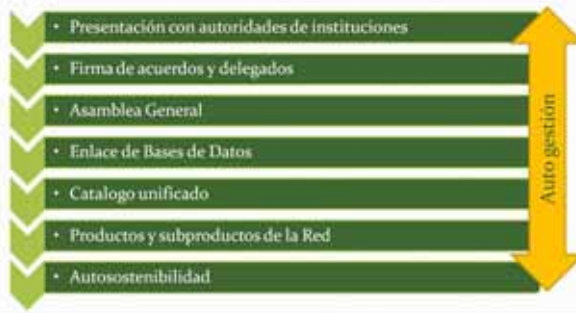 • Presentación con autoridades de instituciones
• Firma de acuerdos y delegados
• Asamblea General
• Enlace de Bases de Datos
• Catalogo unificado
• Productos y subproductos de la Red
• Autosostenibilidad
Auto gestión